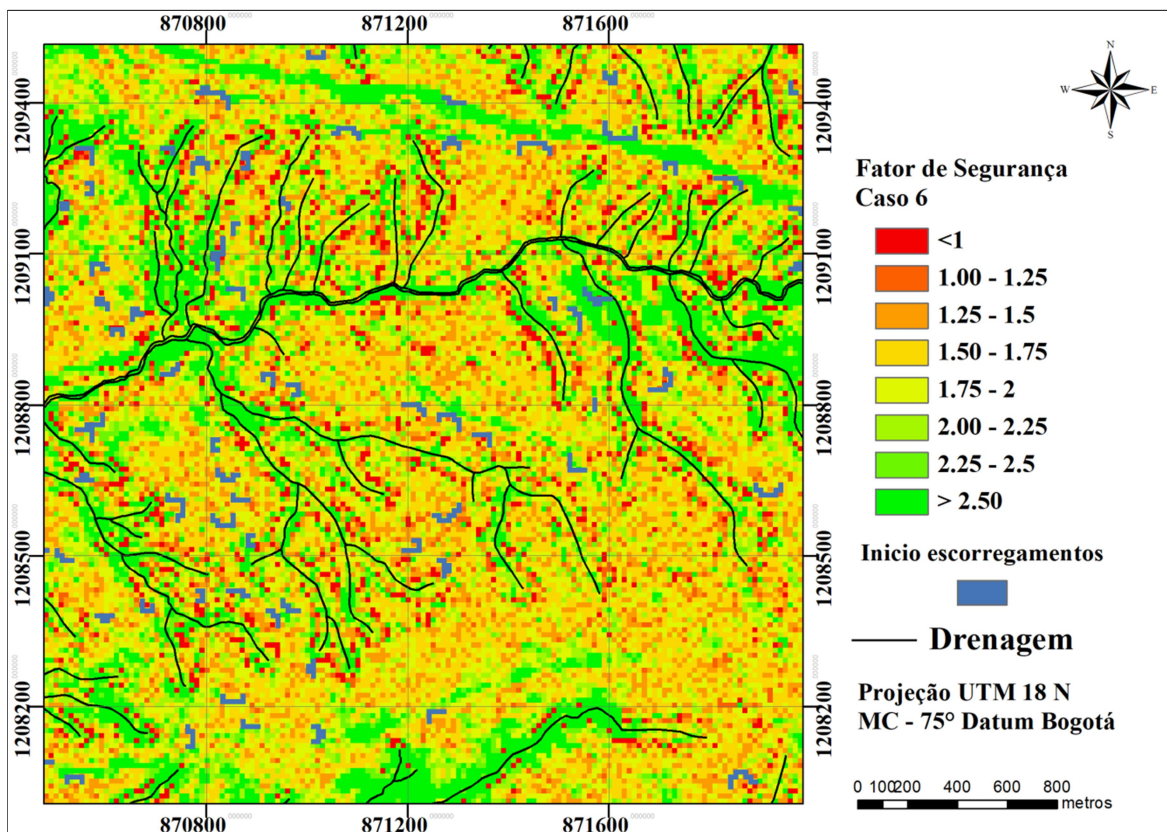 870800 871200 871600
1209400
1209100
1208800
1208500
1208200
1209400
1209100
1208800
1208500
1208200
870800 871200 871600
N
W E
S
Fator de Segurança
Caso 6
<1
1.00 - 1.25
1.25 - 1.5
1.50 - 1.75
1.75 - 2
2.00 - 2.25
2.25 - 2.5
> 2.50
Inicio escorregamentos
Drenagem
Projeção UTM 18 N
MC - 75° Datum Bogotá
0 100200 400 600 800
metros